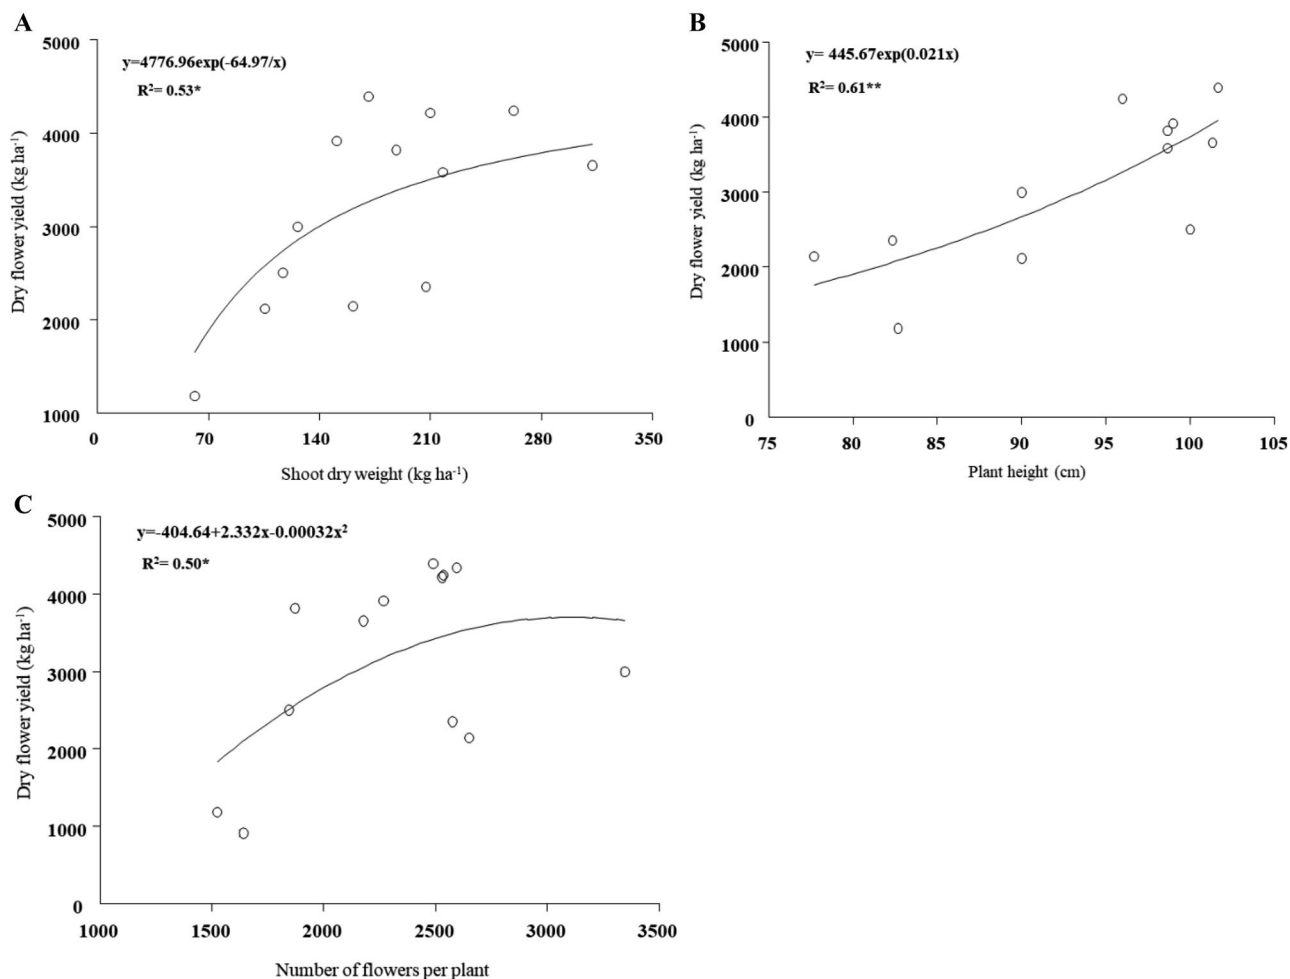 A
y=4776.96exp(-64.97/x)
R²= 0.53*
Dry flower yield (kg ha⁻¹)
5000
4000
3000
2000
1000
0 70 140 210 280 350
Shoot dry weight (kg ha⁻¹)
B
y= 445.67exp(0.021x)
R²= 0.61**
Dry flower yield (kg ha⁻¹)
5000
4000
3000
2000
1000
0
75 80 85 90 95 100 105
Plant height (cm)
C
y=-404.64+2.332x-0.00032x²
R²= 0.50*
Dry flower yield (kg ha⁻¹)
5000
4000
3000
2000
1000
0
1000 1500 2000 2500 3000 3500
Number of flowers per plant